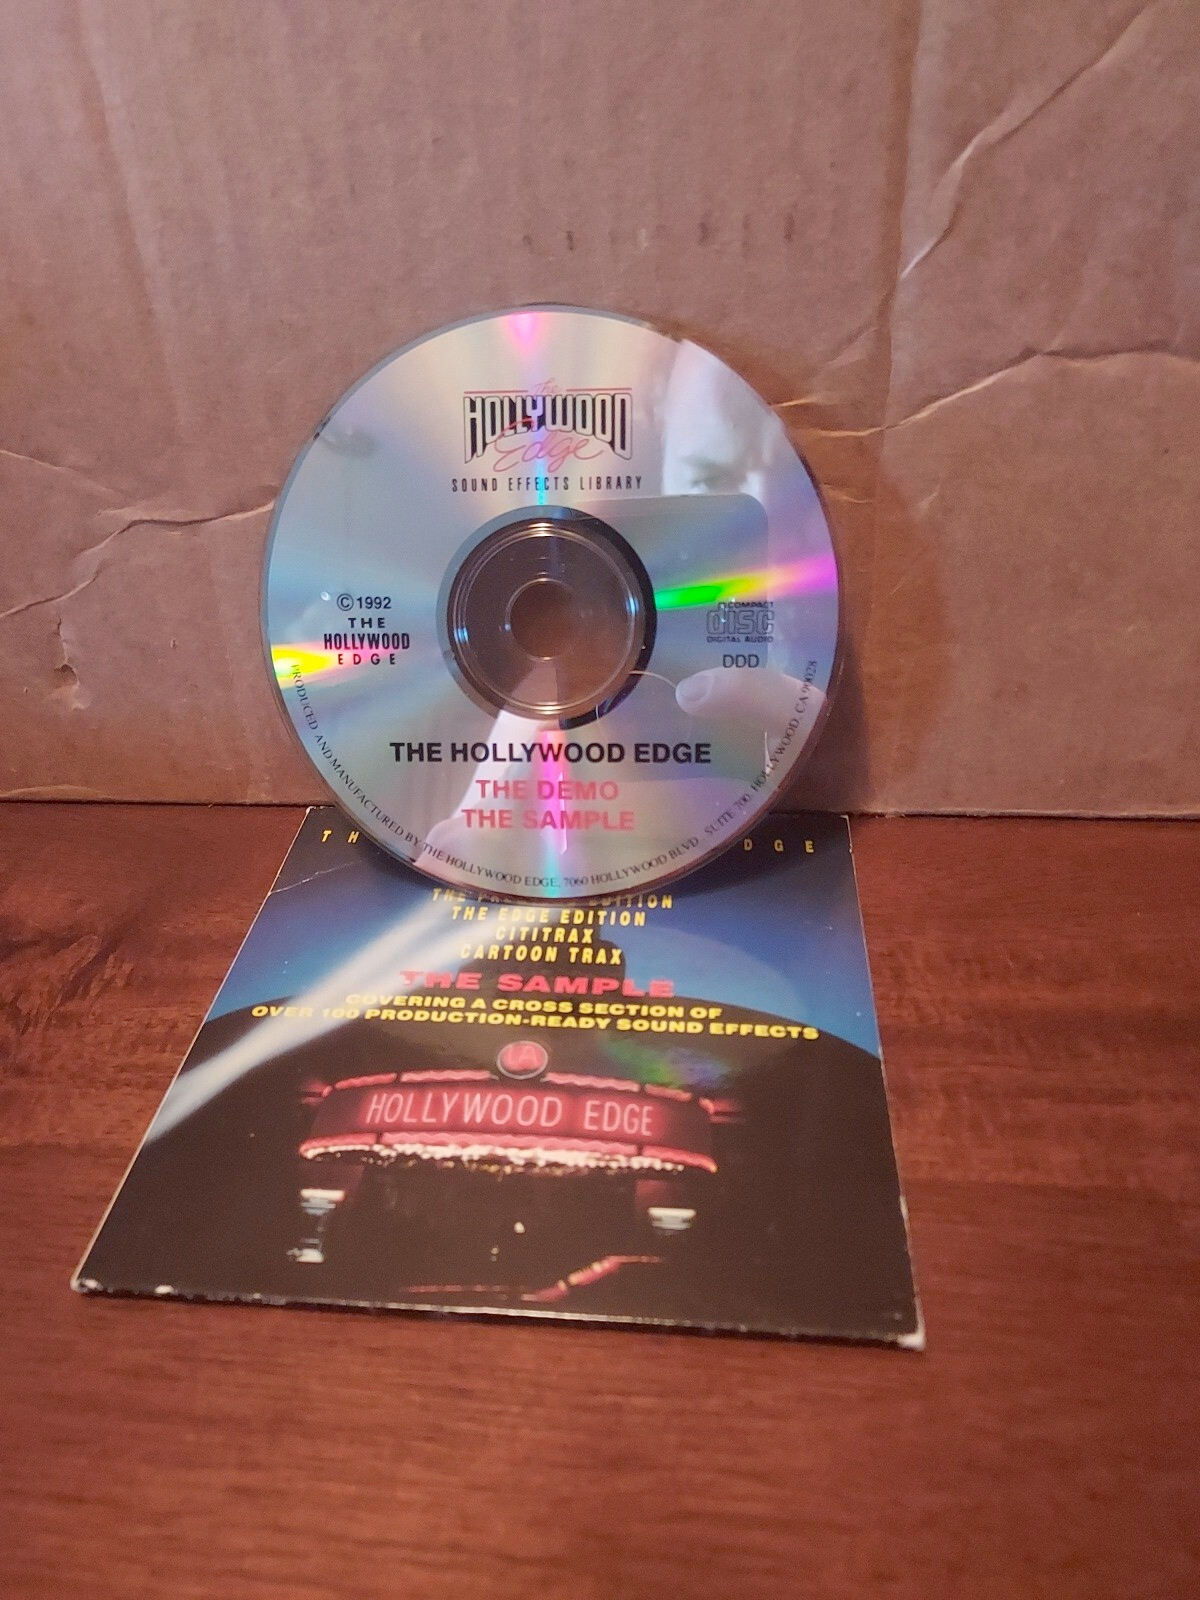 The
HOLLYWOOD
Edge
SOUND EFFECTS LIBRARY
© 1992
THE
HOLLYWOOD
EDGE
COMPACT
disc
DIGITAL AUDIO
DDD
THE HOLLYWOOD EDGE
THE DEMO
THE SAMPLE
PRODUCED AND MANUFACTURED BY THE HOLLYWOOD EDGE, 7060 HOLLYWOOD BLVD. SUITE 700, HOLLYWOOD, CA 90028
T H D G E
THE EDITION
THE EDGE EDITION
CITITRAX
CARTOON TRAX
THE SAMPLE
COVERING A CROSS SECTION OF
OVER 100 PRODUCTION-READY SOUND EFFECTS
LA
HOLLYWOOD EDGE